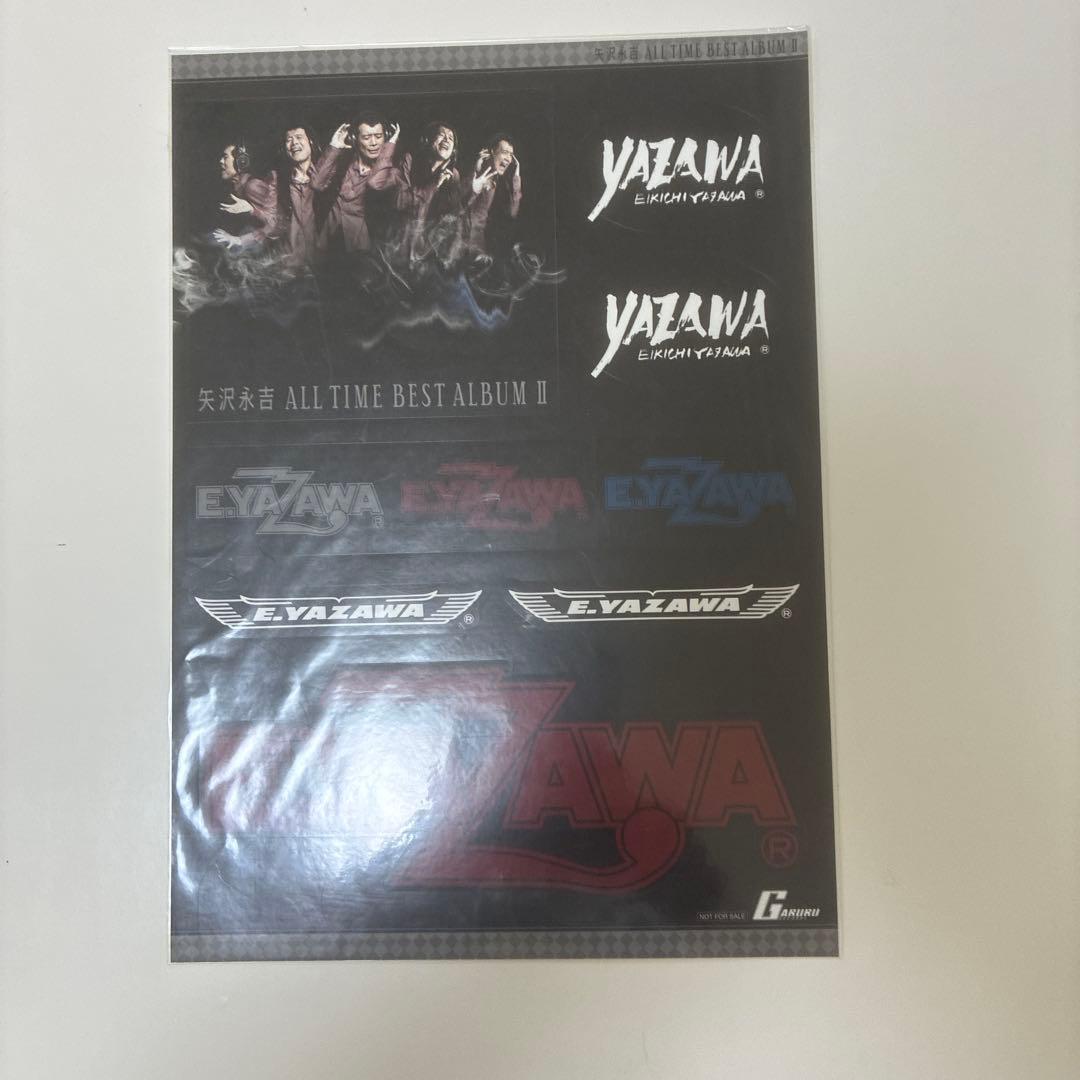 矢沢永吉 ALL TIME BEST ALBUM II
YAZAWA
EIKICHI YAZAWA ®
YAZAWA
EIKICHI YAZAWA ®
矢沢永吉 ALL TIME BEST ALBUM II
E.YAZAWA ®
E.YAZAWA
E.YAZAWA
E.YAZAWA ®
E.YAZAWA ®
ZAWA ®
NOT FOR SALE
GARURU